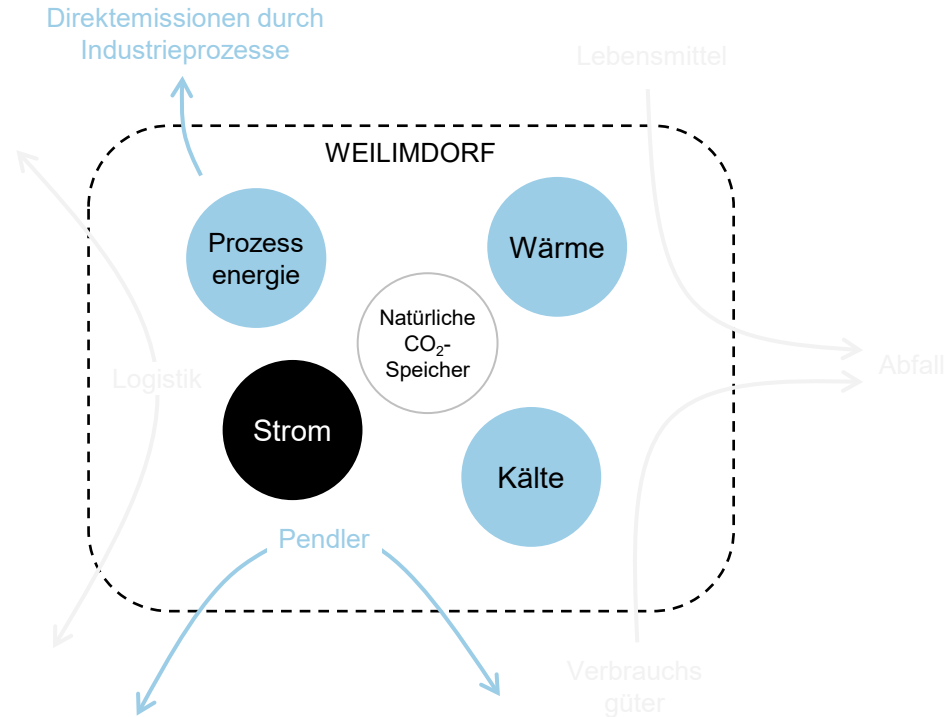 Direktemissionen durch
Industrieprozesse
Lebensmittel
WEILIMDORF
Prozess
energie
Wärme
Natürliche
CO₂-
Speicher
Logistik
Abfall
Strom
Kälte
Pendler
Verbrauchs
güter